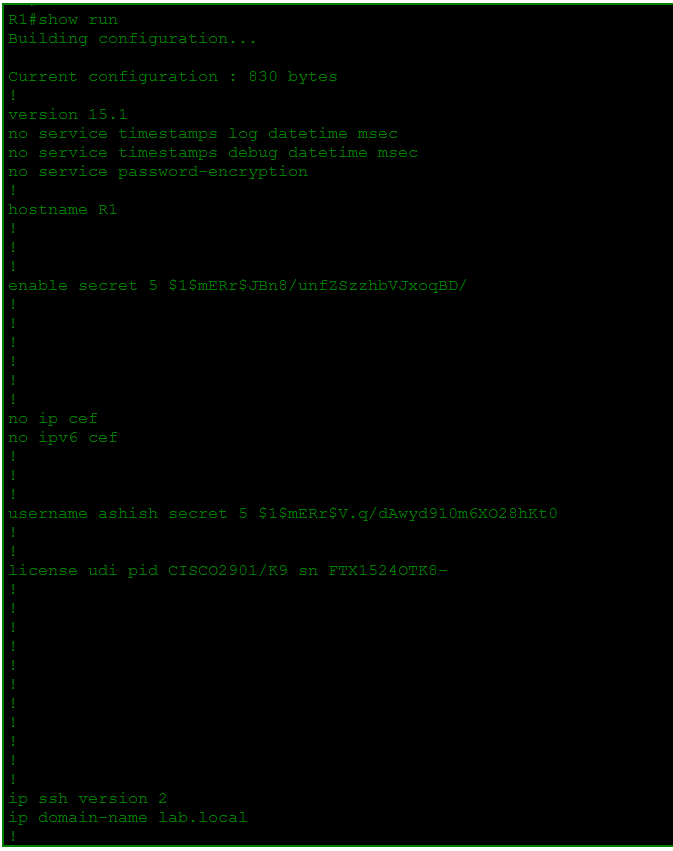 R1#show run
Building configuration...
Current configuration : 830 bytes
!
version 15.1
no service timestamps log datetime msec
no service timestamps debug datetime msec
no service password-encryption
!
hostname R1
!
!
!
enable secret 5 $1$mERr$JBn8/unfZSzzhbVJxoqBD/
!
!
!
!
!
!
no ip cef
no ipv6 cef
!
!
!
username ashish secret 5 $1$mERr$V.q/dAwyd910m6XO28hKt0
!
!
license udi pid CISCO2901/K9 sn FTX1524OTK8-
!
!
!
!
!
!
!
!
!
!
!
ip ssh version 2
ip domain-name lab.local
!